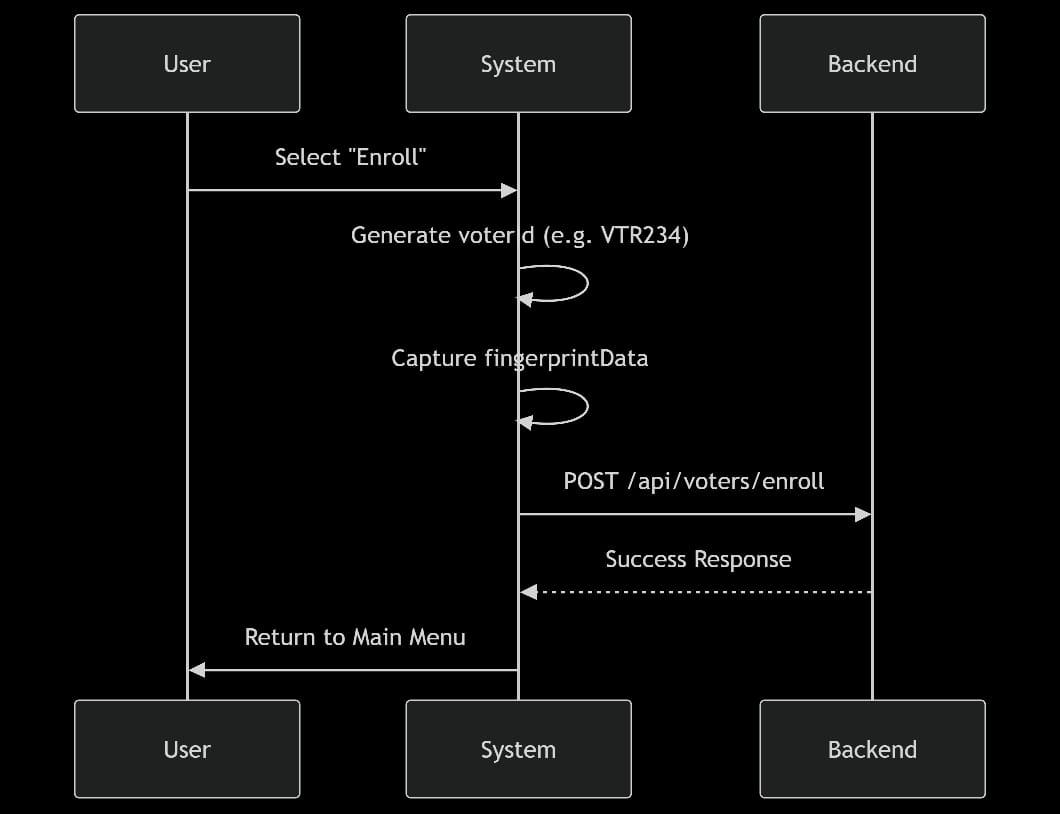 User System Backend
Select "Enroll"
Generate voterId (e.g. VTR234)
Capture fingerprintData
POST /api/voters/enroll
Success Response
Return to Main Menu
User System Backend